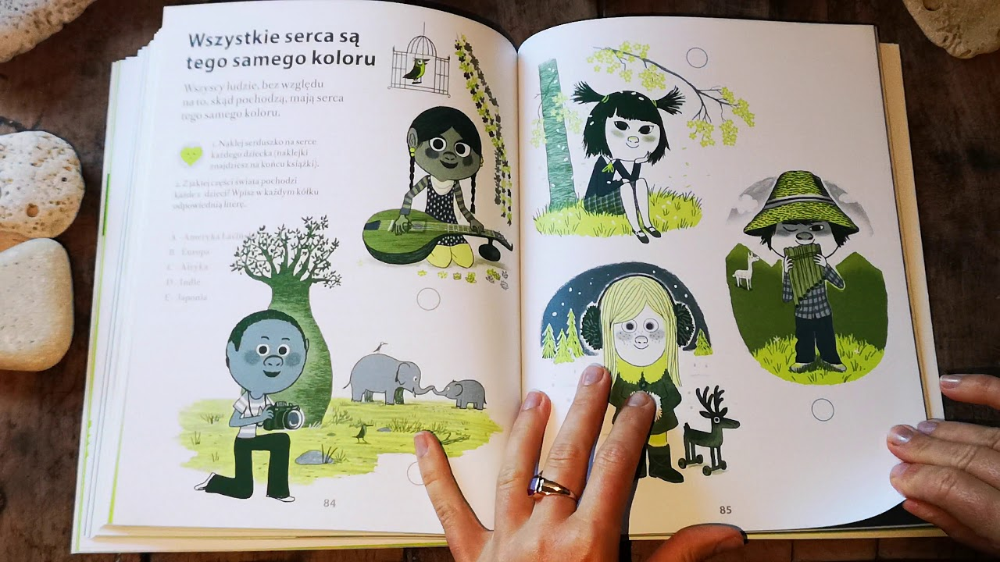 Wszystkie serca są
tego samego koloru
Wszyscy ludzie, bez względu
na to, skąd pochodzą, mają serca
tego samego koloru.
1. Naklej serduszko na serce
każdego dziecka (naklejki
znajdziesz na końcu książki).
2. Z jakiej części świata pochodzi
każde z dzieci? Wpisz w każdym kółku
odpowiednią literę.
A - Ameryka Łacińska
B - Europa
C - Afryka
D - Indie
E - Japonia
84
85